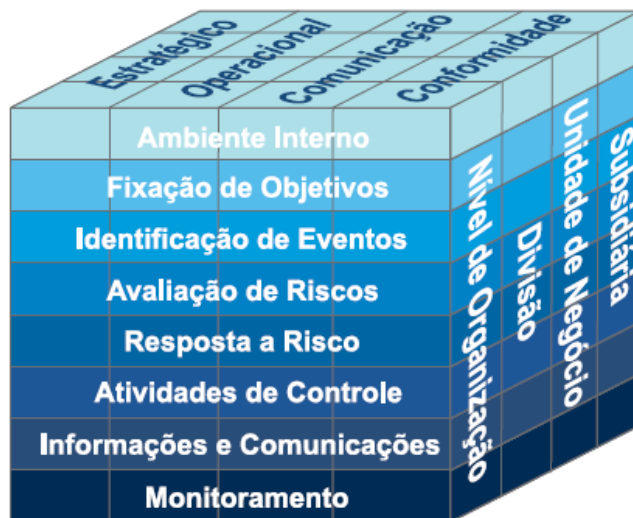 Estratégico
Operacional
Comunicação
Conformidade
Ambiente Interno
Fixação de Objetivos
Identificação de Eventos
Avaliação de Riscos
Resposta a Risco
Atividades de Controle
Informações e Comunicações
Monitoramento
Nível de Organização
Divisão
Unidade de Negócio
Subsidiária